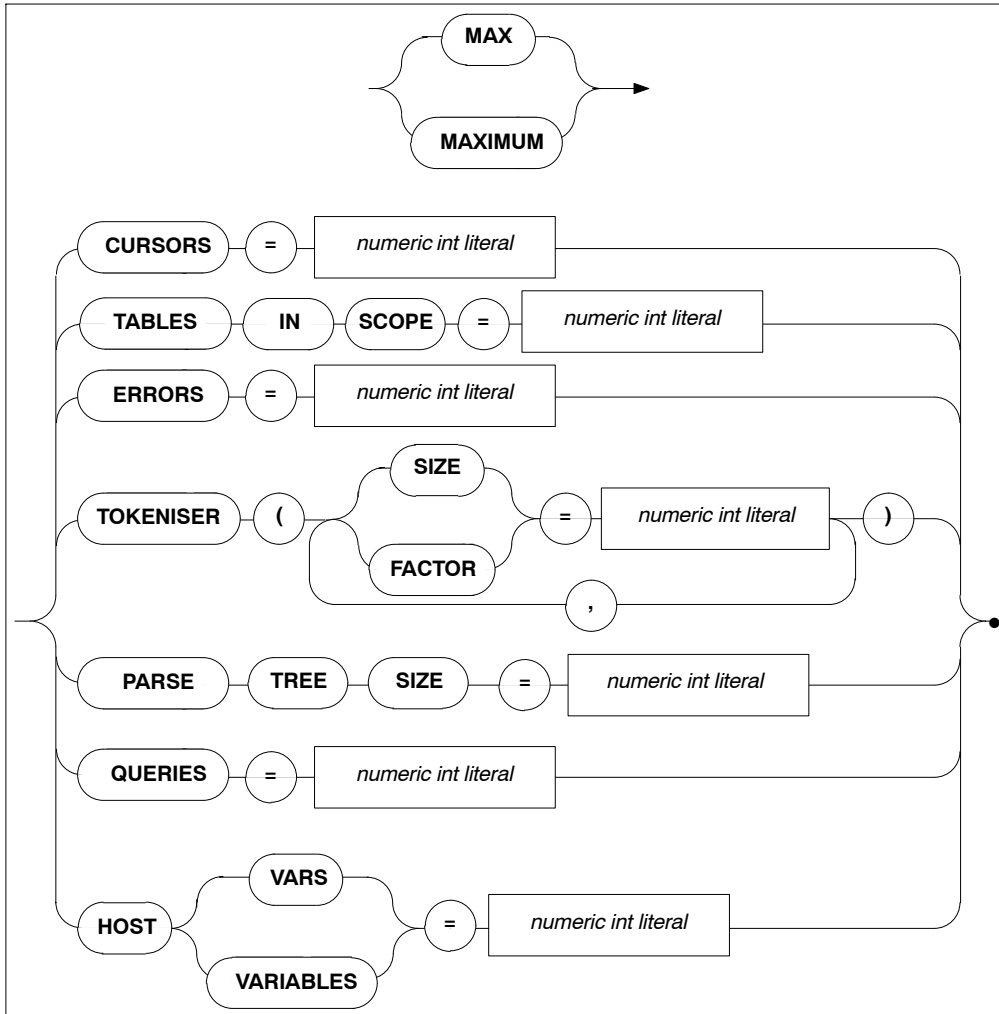 MAX
MAXIMUM
CURSORS = numeric int literal
TABLES IN SCOPE = numeric int literal
ERRORS = numeric int literal
SIZE
TOKENISER ( = numeric int literal )
FACTOR
,
PARSE TREE SIZE = numeric int literal
QUERIES = numeric int literal
VARS
HOST = numeric int literal
VARIABLES